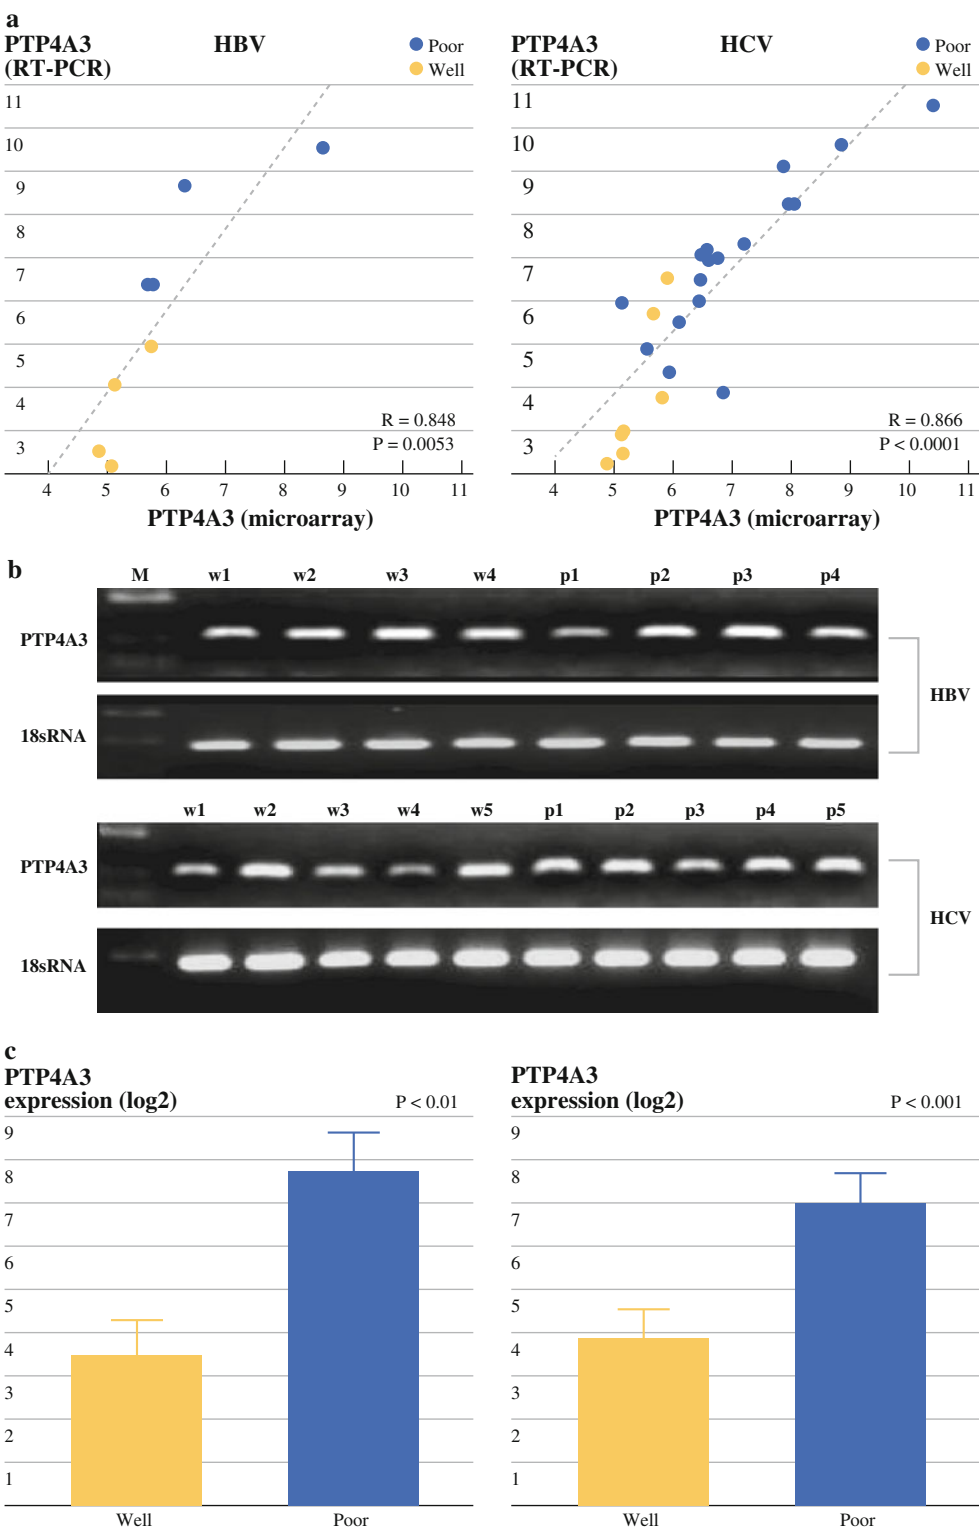 a
PTP4A3
(RT-PCR)
HBV
Poor
Well
11
10
9
8
7
6
5
4
3
R = 0.848
P = 0.0053
4 5 6 7 8 9 10 11
PTP4A3 (microarray)
PTP4A3
(RT-PCR)
HCV
Poor
Well
11
10
9
8
7
6
5
4
3
R = 0.866
P < 0.0001
4 5 6 7 8 9 10 11
PTP4A3 (microarray)
b
M w1 w2 w3 w4 p1 p2 p3 p4
PTP4A3
HBV
18sRNA
w1 w2 w3 w4 w5 p1 p2 p3 p4 p5
PTP4A3
HCV
18sRNA
c
PTP4A3
expression (log2)
P < 0.01
9
8
7
6
5
4
3
2
1
Well Poor
PTP4A3
expression (log2)
P < 0.001
9
8
7
6
5
4
3
2
1
Well Poor